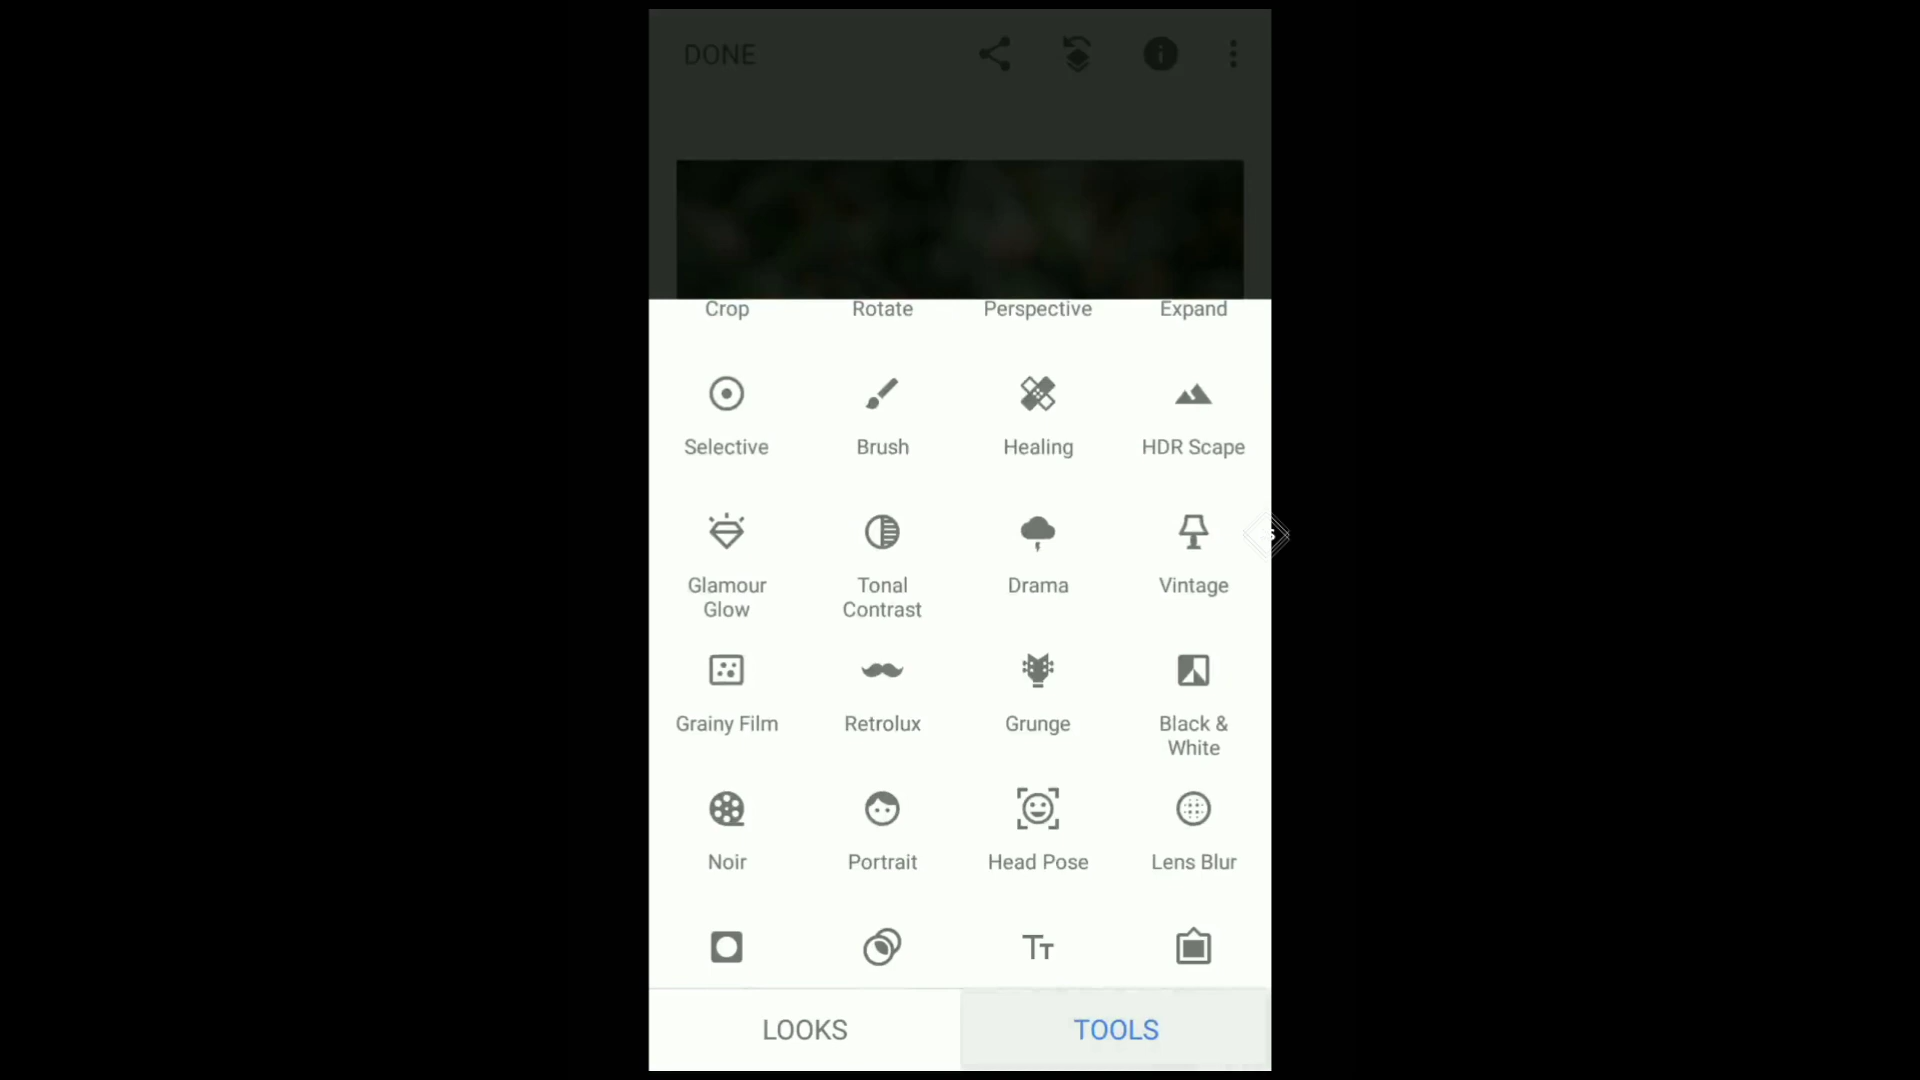 DONE
Crop Rotate Perspective Expand
Selective Brush Healing HDR Scape
Glamour Glow Tonal Contrast Drama Vintage
Grainy Film Retrolux Grunge Black & White
Noir Portrait Head Pose Lens Blur
Tт
LOOKS TOOLS